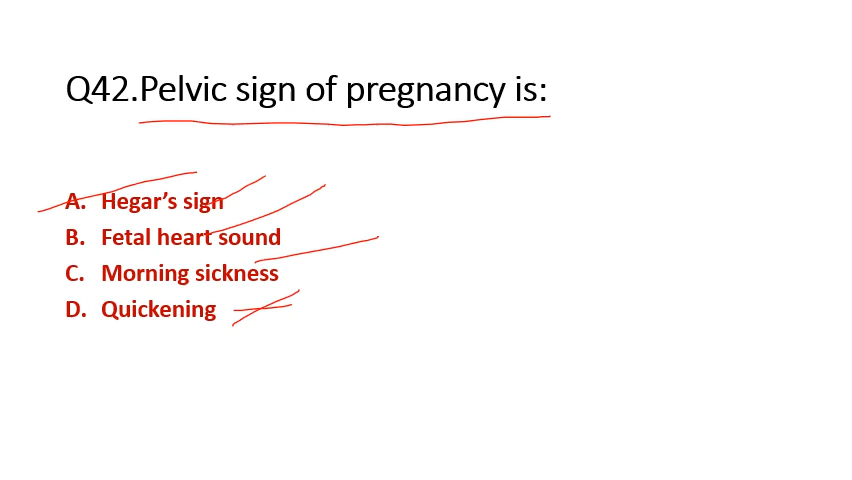 Q42.Pelvic sign of pregnancy is:
A. Hegar’s sign
B. Fetal heart sound
C. Morning sickness
D. Quickening